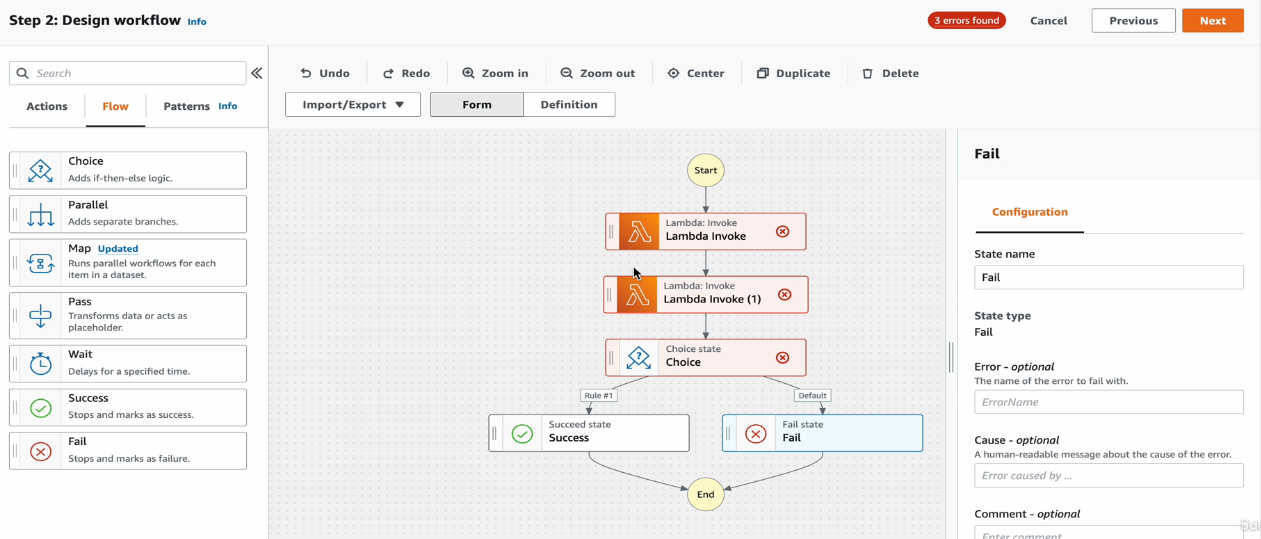 Step 2: Design workflow Info
3 errors found
Cancel
Previous
Next
Search
Undo
Redo
Zoom in
Zoom out
Center
Duplicate
Delete
Actions
Flow
Patterns Info
Import/Export
Form
Definition
Choice
Adds if-then-else logic.
Parallel
Adds separate branches.
Map Updated
Runs parallel workflows for each
item in a dataset.
Pass
Transforms data or acts as
placeholder.
Wait
Delays for a specified time.
Success
Stops and marks as success.
Fail
Stops and marks as failure.
Start
Lambda: Invoke
Lambda Invoke
Lambda: Invoke
Lambda Invoke (1)
Choice state
Choice
Rule #1
Default
Succeed state
Success
Fail state
Fail
End
Fail
Configuration
State name
Fail
State type
Fail
Error - optional
The name of the error to fail with.
ErrorName
Cause - optional
A human-readable message about the cause of the error.
Error caused by ...
Comment - optional
Enter comment